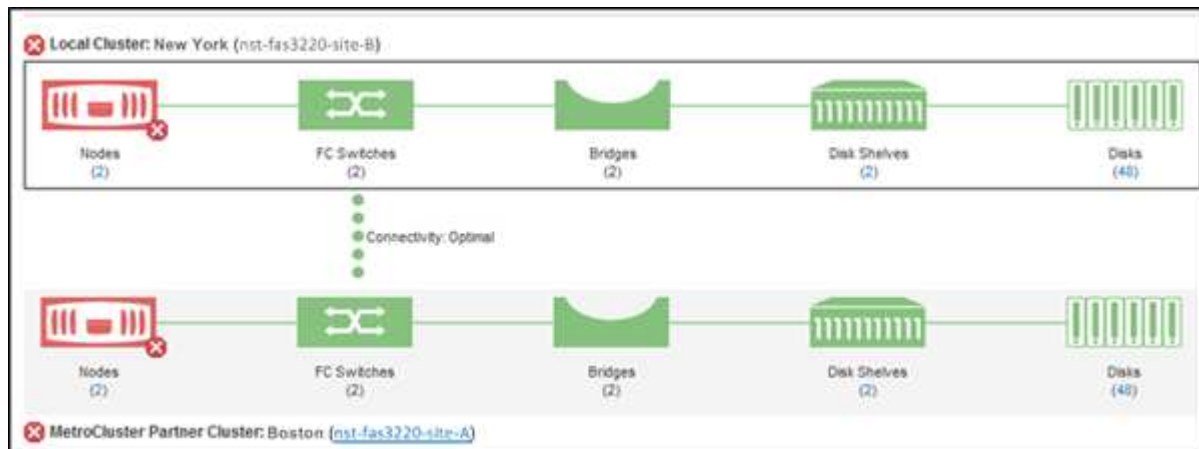 Local Cluster: New York (nst-fas3220-site-B)
Nodes FC Switches Bridges Disk Shelves Disks
(2) (2) (2) (2) (48)
Connectivity: Optimal
Nodes FC Switches Bridges Disk Shelves Disks
(2) (2) (2) (2) (48)
MetroCluster Partner Cluster: Boston (nst-fas3220-site-A)